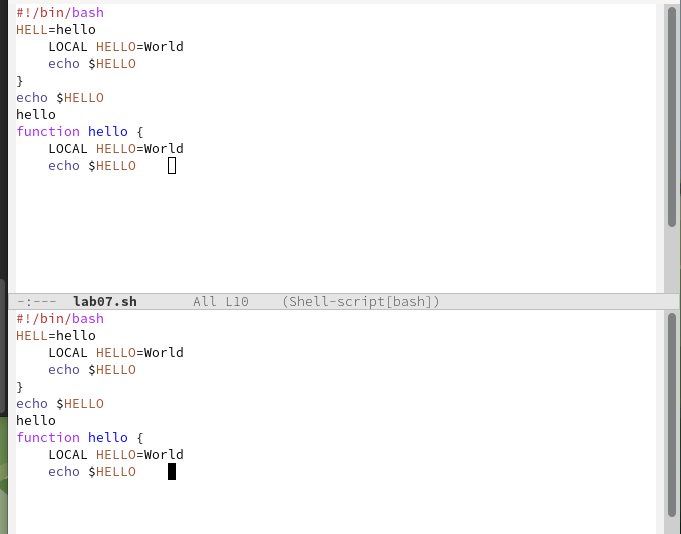 #!/bin/bash
HELL=hello
    LOCAL HELLO=World
    echo $HELLO
}
echo $HELLO
hello
function hello {
    LOCAL HELLO=World
    echo $HELLO
-:---  lab07.sh       All L10    (Shell-script[bash])
#!/bin/bash
HELL=hello
    LOCAL HELLO=World
    echo $HELLO
}
echo $HELLO
hello
function hello {
    LOCAL HELLO=World
    echo $HELLO